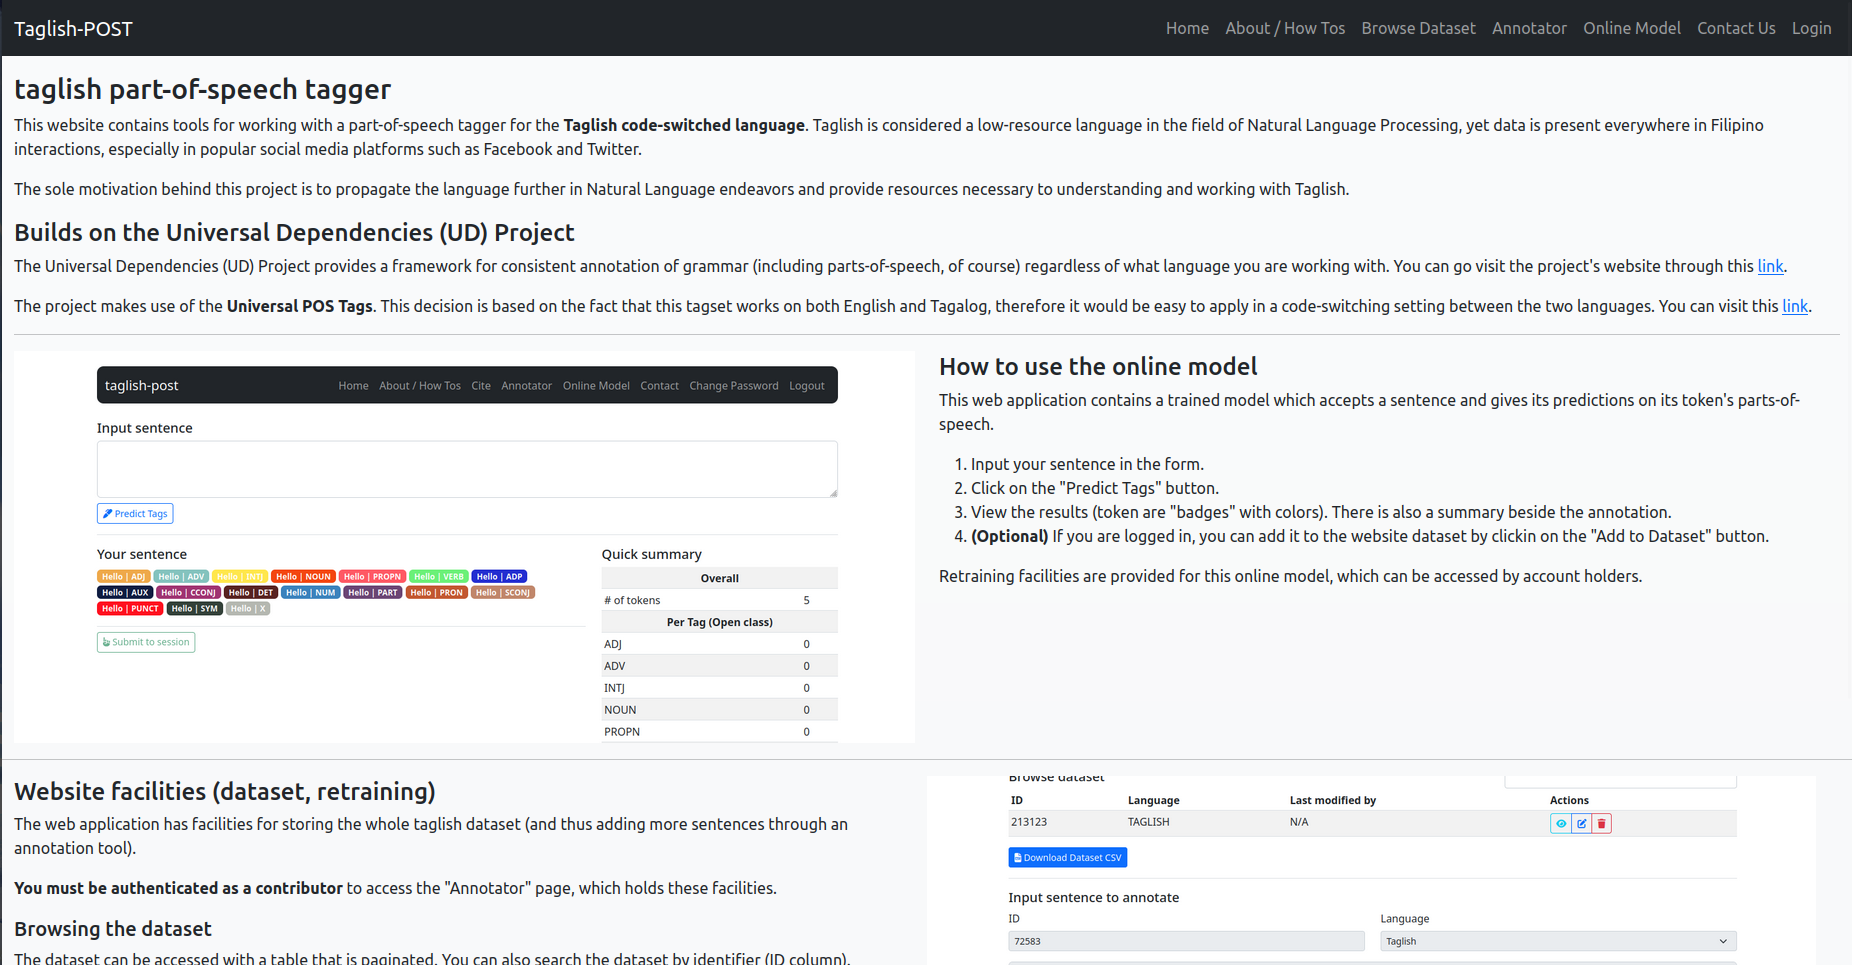 Taglish-POST
Home About / How Tos Browse Dataset Annotator Online Model Contact Us Login
taglish part-of-speech tagger
This website contains tools for working with a part-of-speech tagger for the Taglish code-switched language. Taglish is considered a low-resource language in the field of Natural Language Processing, yet data is present everywhere in Filipino
interactions, especially in popular social media platforms such as Facebook and Twitter.
The sole motivation behind this project is to propagate the language further in Natural Language endeavors and provide resources necessary to understanding and working with Taglish.
Builds on the Universal Dependencies (UD) Project
The Universal Dependencies (UD) Project provides a framework for consistent annotation of grammar (including parts-of-speech, of course) regardless of what language you are working with. You can go visit the project's website through this link.
The project makes use of the Universal POS Tags. This decision is based on the fact that this tagset works on both English and Tagalog, therefore it would be easy to apply in a code-switching setting between the two languages. You can visit this link.
taglish-post
Home About / How Tos Cite Annotator Online Model Contact Change Password Logout
Input sentence
Predict Tags
Your sentence
Hello | ADJ Hello | ADV Hello | INTJ Hello | NOUN Hello | PROPN Hello | VERB Hello | ADP
Hello | AUX Hello | CCONJ Hello | DET Hello | NUM Hello | PART Hello | PRON Hello | SCONJ
Hello | PUNCT Hello | SYM Hello | X
Submit to session
Quick summary
Overall
# of tokens 5
Per Tag (Open class)
ADJ 0
ADV 0
INTJ 0
NOUN 0
PROPN 0
How to use the online model
This web application contains a trained model which accepts a sentence and gives its predictions on its token's parts-of-
speech.
1. Input your sentence in the form.
2. Click on the "Predict Tags" button.
3. View the results (token are "badges" with colors). There is also a summary beside the annotation.
4. (Optional) If you are logged in, you can add it to the website dataset by clickin on the "Add to Dataset" button.
Retraining facilities are provided for this online model, which can be accessed by account holders.
Website facilities (dataset, retraining)
The web application has facilities for storing the whole taglish dataset (and thus adding more sentences through an
annotation tool).
You must be authenticated as a contributor to access the "Annotator" page, which holds these facilities.
Browsing the dataset
The dataset can be accessed with a table that is paginated. You can also search the dataset by identifier (ID column).
Browse dataset
ID Language Last modified by Actions
213123 TAGLISH N/A
Download Dataset CSV
Input sentence to annotate
ID Language
72583 Taglish